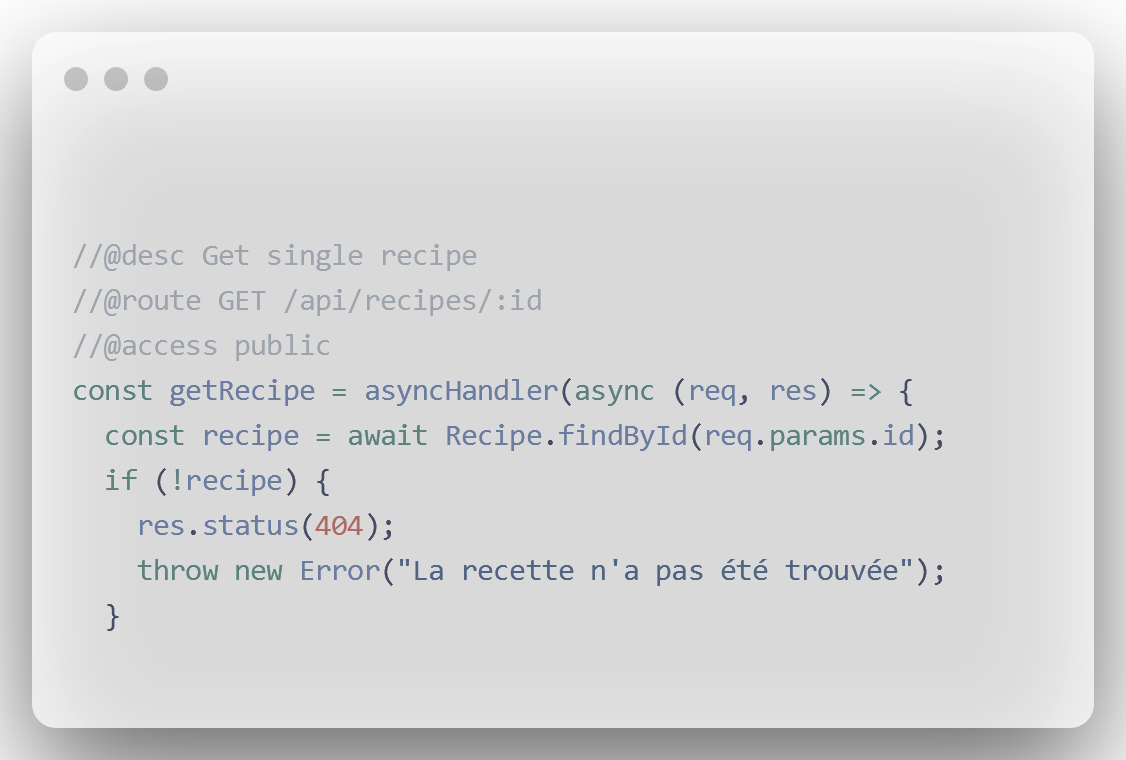 //@desc Get single recipe
//@route GET /api/recipes/:id
//@access public
const getRecipe = asyncHandler(async (req, res) => {
  const recipe = await Recipe.findById(req.params.id);
  if (!recipe) {
    res.status(404);
    throw new Error("La recette n'a pas été trouvée");
  }